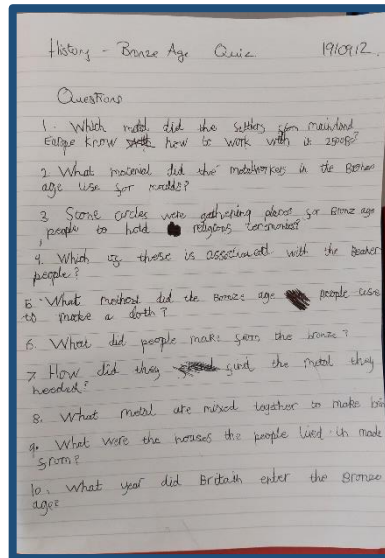 History - Bronze Age Quiz 19/09/12
Questions
1. Which metal did the settlers from mainland
Europe know how to work with in 2500BC?
2. What material did the metalworkers in the Bronze
age use for moulds?
3. Stone circles were gathering places for Bronze age
people to hold religious ceremonies?
4. Which of these is associated with the Beaker
people?
5. What method did the Bronze age people use
to make a cloth?
6. What did people make from the bronze?
7. How did they find the metal they
needed?
8. What metal are mixed together to make
9. What were the houses the people lived in made
from?
10. What year did Britain enter the Bronze
age?